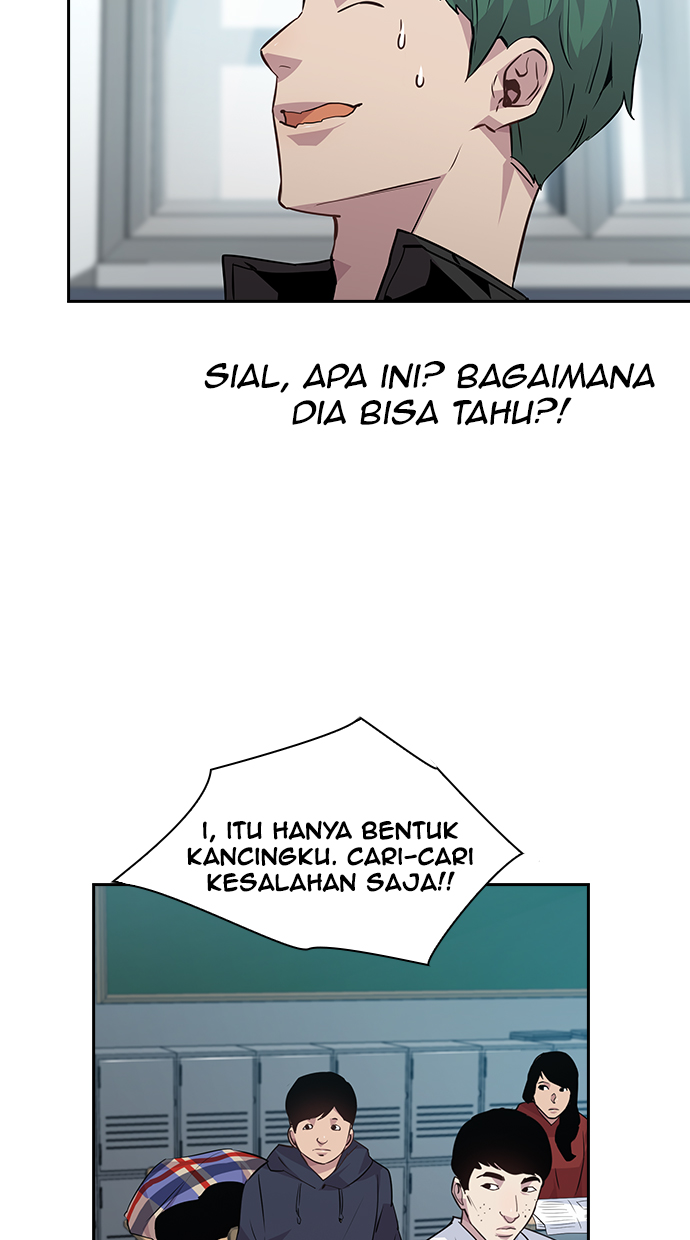 SIAL, APA INI? BAGAIMANA
DIA BISA TAHU?!
I, ITU HANYA BENTUK
KANCINGKU. CARI-CARI
KESALAHAN SAJA!!